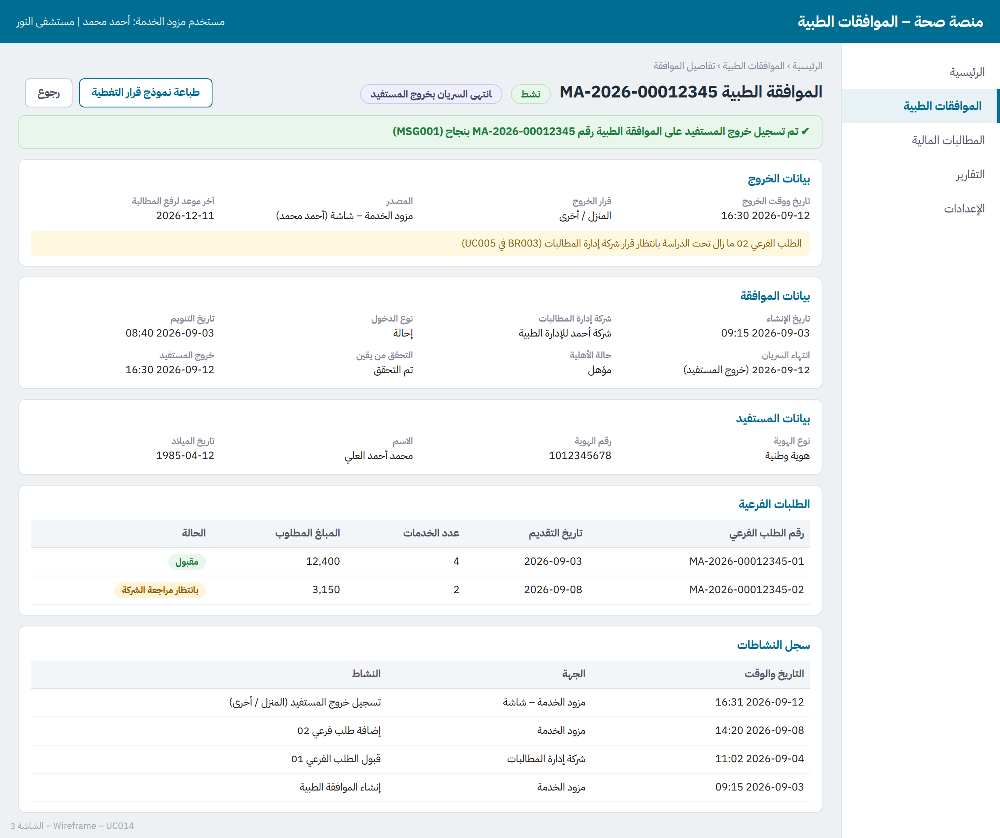 منصة صحة – الموافقات الطبية
مستخدم مزود الخدمة: أحمد محمد | مستشفى النور
الرئيسية
الموافقات الطبية
المطالبات المالية
التقارير
الإعدادات
الرئيسية › الموافقات الطبية › تفاصيل الموافقة
الموافقة الطبية MA-2026-00012345 نشط انتهى السريان بخروج المستفيد
طباعة نموذج قرار التغطية رجوع
✔ تم تسجيل خروج المستفيد على الموافقة الطبية رقم MA-2026-00012345 بنجاح (MSG001)
بيانات الخروج
تاريخ ووقت الخروج قرار الخروج المصدر آخر موعد لرفع المطالبة
2026-09-12 16:30 المنزل / أخرى مزود الخدمة – شاشة (أحمد محمد) 2026-12-11
الطلب الفرعي 02 ما زال تحت الدراسة بانتظار قرار شركة إدارة المطالبات (BR003 في UC005)
بيانات الموافقة
تاريخ الإنشاء شركة إدارة المطالبات نوع الدخول تاريخ التنويم
2026-09-03 09:15 شركة أحمد للإدارة الطبية إحالة 2026-09-03 08:40
انتهاء السريان حالة الأهلية التحقق من يقين خروج المستفيد
2026-09-12 (خروج المستفيد) مؤهل تم التحقق 2026-09-12 16:30
بيانات المستفيد
نوع الهوية رقم الهوية الاسم تاريخ الميلاد
هوية وطنية 1012345678 محمد أحمد العلي 1985-04-12
الطلبات الفرعية
رقم الطلب الفرعي تاريخ التقديم عدد الخدمات المبلغ المطلوب الحالة
MA-2026-00012345-01 2026-09-03 4 12,400 مقبول
MA-2026-00012345-02 2026-09-08 2 3,150 بانتظار مراجعة الشركة
سجل النشاطات
التاريخ والوقت الجهة النشاط
2026-09-12 16:31 مزود الخدمة – شاشة تسجيل خروج المستفيد (المنزل / أخرى)
2026-09-08 14:20 مزود الخدمة إضافة طلب فرعي 02
2026-09-04 11:02 شركة إدارة المطالبات قبول الطلب الفرعي 01
2026-09-03 09:15 مزود الخدمة إنشاء الموافقة الطبية
Wireframe – UC014 – الشاشة 3